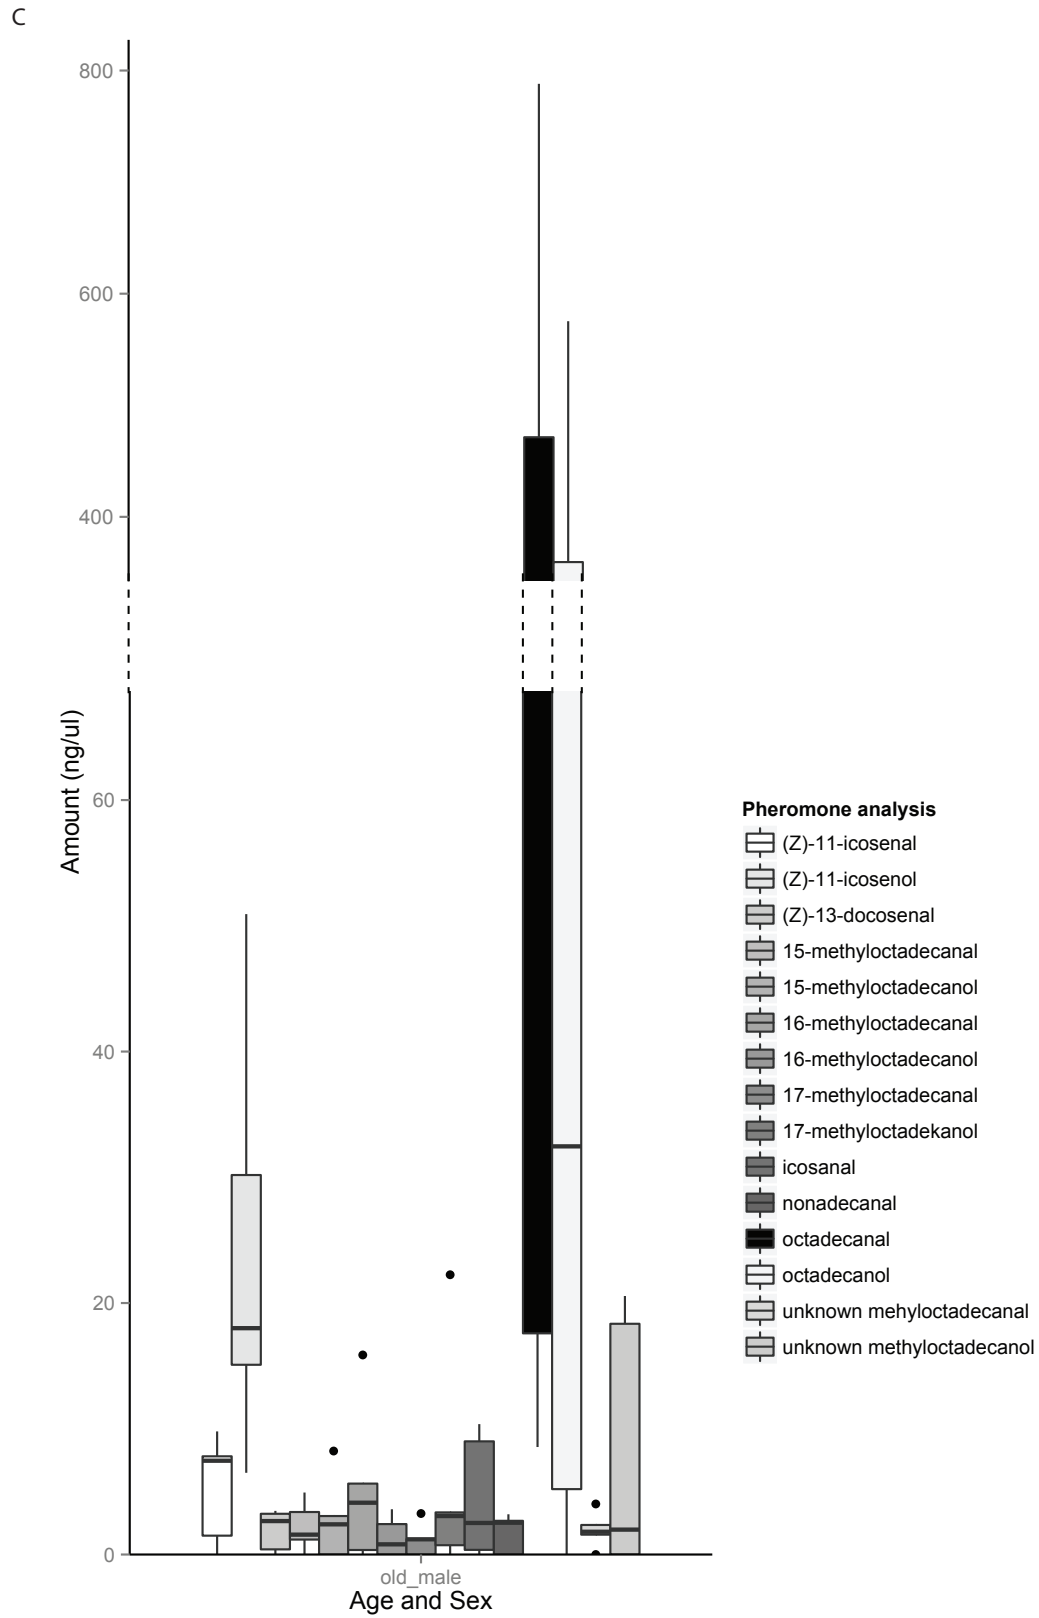 C
800
600
400
60
40
20
0
Amount (ng/ul)
old_male
Age and Sex
Pheromone analysis
(Z)-11-icosenal
(Z)-11-icosenol
(Z)-13-docosenal
15-methyloctadecanal
15-methyloctadecanol
16-methyloctadecanal
16-methyloctadecanol
17-methyloctadecanal
17-methyloctadekanol
icosanal
nonadecanal
octadecanal
octadecanol
unknown mehyloctadecanal
unknown methyloctadecanol